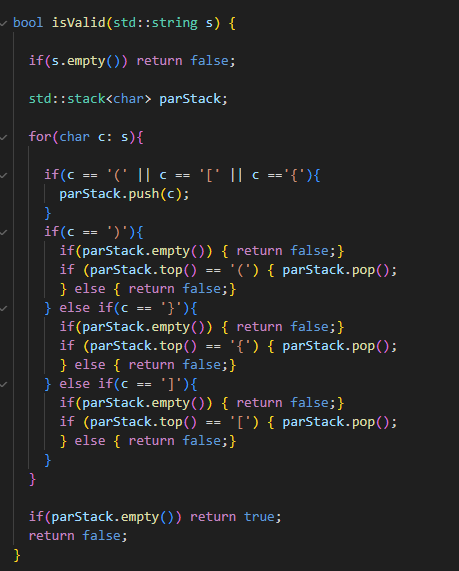 bool isValid(std::string s) {
if(s.empty()) return false;
std::stack<char> parStack;
for(char c: s){
if(c == '(' || c == '[' || c =='{'){
parStack.push(c);
}
if(c == ')'){
if(parStack.empty()) { return false;}
if (parStack.top() == '(') { parStack.pop();
} else { return false;}
} else if(c == '}'){
if(parStack.empty()) { return false;}
if (parStack.top() == '{') { parStack.pop();
} else { return false;}
} else if(c == ']'){
if(parStack.empty()) { return false;}
if (parStack.top() == '[') { parStack.pop();
} else { return false;}
}
}
if(parStack.empty()) return true;
return false;
}